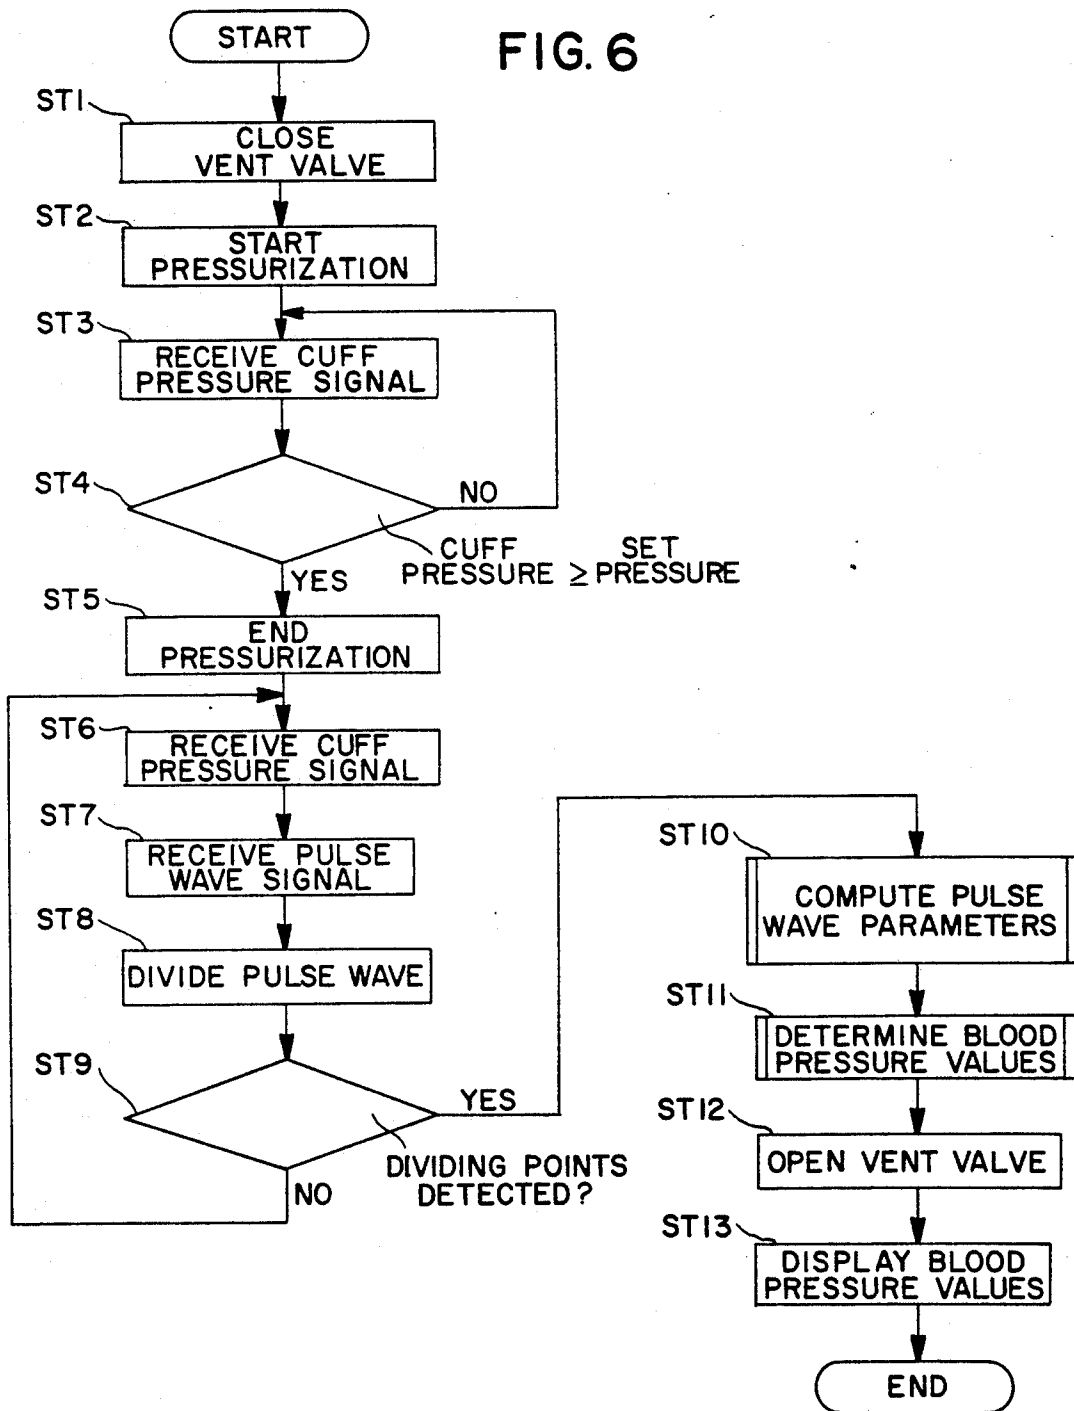 START
FIG. 6
ST1
CLOSE
VENT VALVE
ST2
START
PRESSURIZATION
ST3
RECEIVE CUFF
PRESSURE SIGNAL
ST4
NO
CUFF SET
PRESSURE ≥ PRESSURE
YES
ST5
END
PRESSURIZATION
ST6
RECEIVE CUFF
PRESSURE SIGNAL
ST7
RECEIVE PULSE
WAVE SIGNAL
ST8
DIVIDE PULSE WAVE
ST9
YES
DIVIDING POINTS
DETECTED?
NO
ST10
COMPUTE PULSE
WAVE PARAMETERS
ST11
DETERMINE BLOOD
PRESSURE VALUES
ST12
OPEN VENT VALVE
ST13
DISPLAY BLOOD
PRESSURE VALUES
END